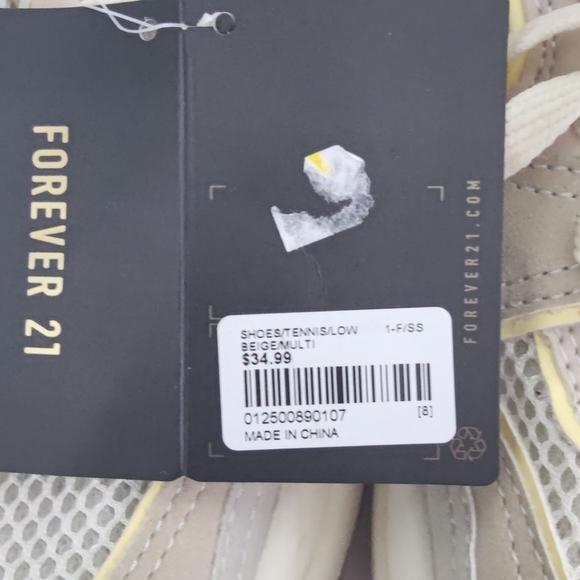 FOREVER 21
FOREVER21.COM
SHOES/TENNIS/LOW 1-F/SS
BEIGE/MULTI
$34.99
012500890107 [8]
MADE IN CHINA